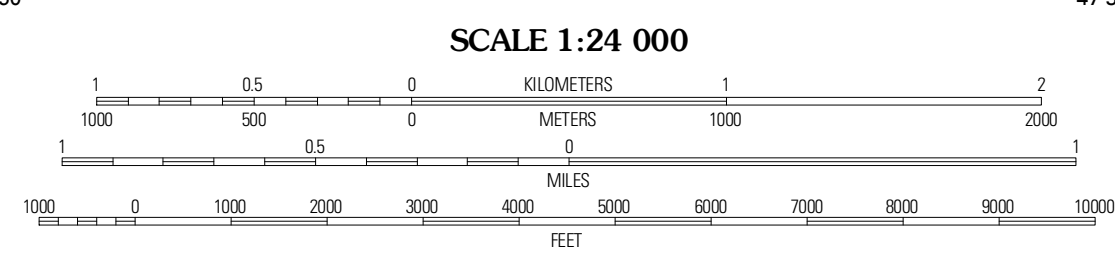 SCALE 1:24 000
1 0.5 0 KILOMETERS 1 2
1000 500 0 METERS 1000 2000
1 0.5 0 1
MILES
1000 0 1000 2000 3000 4000 5000 6000 7000 8000 9000 10000
FEET